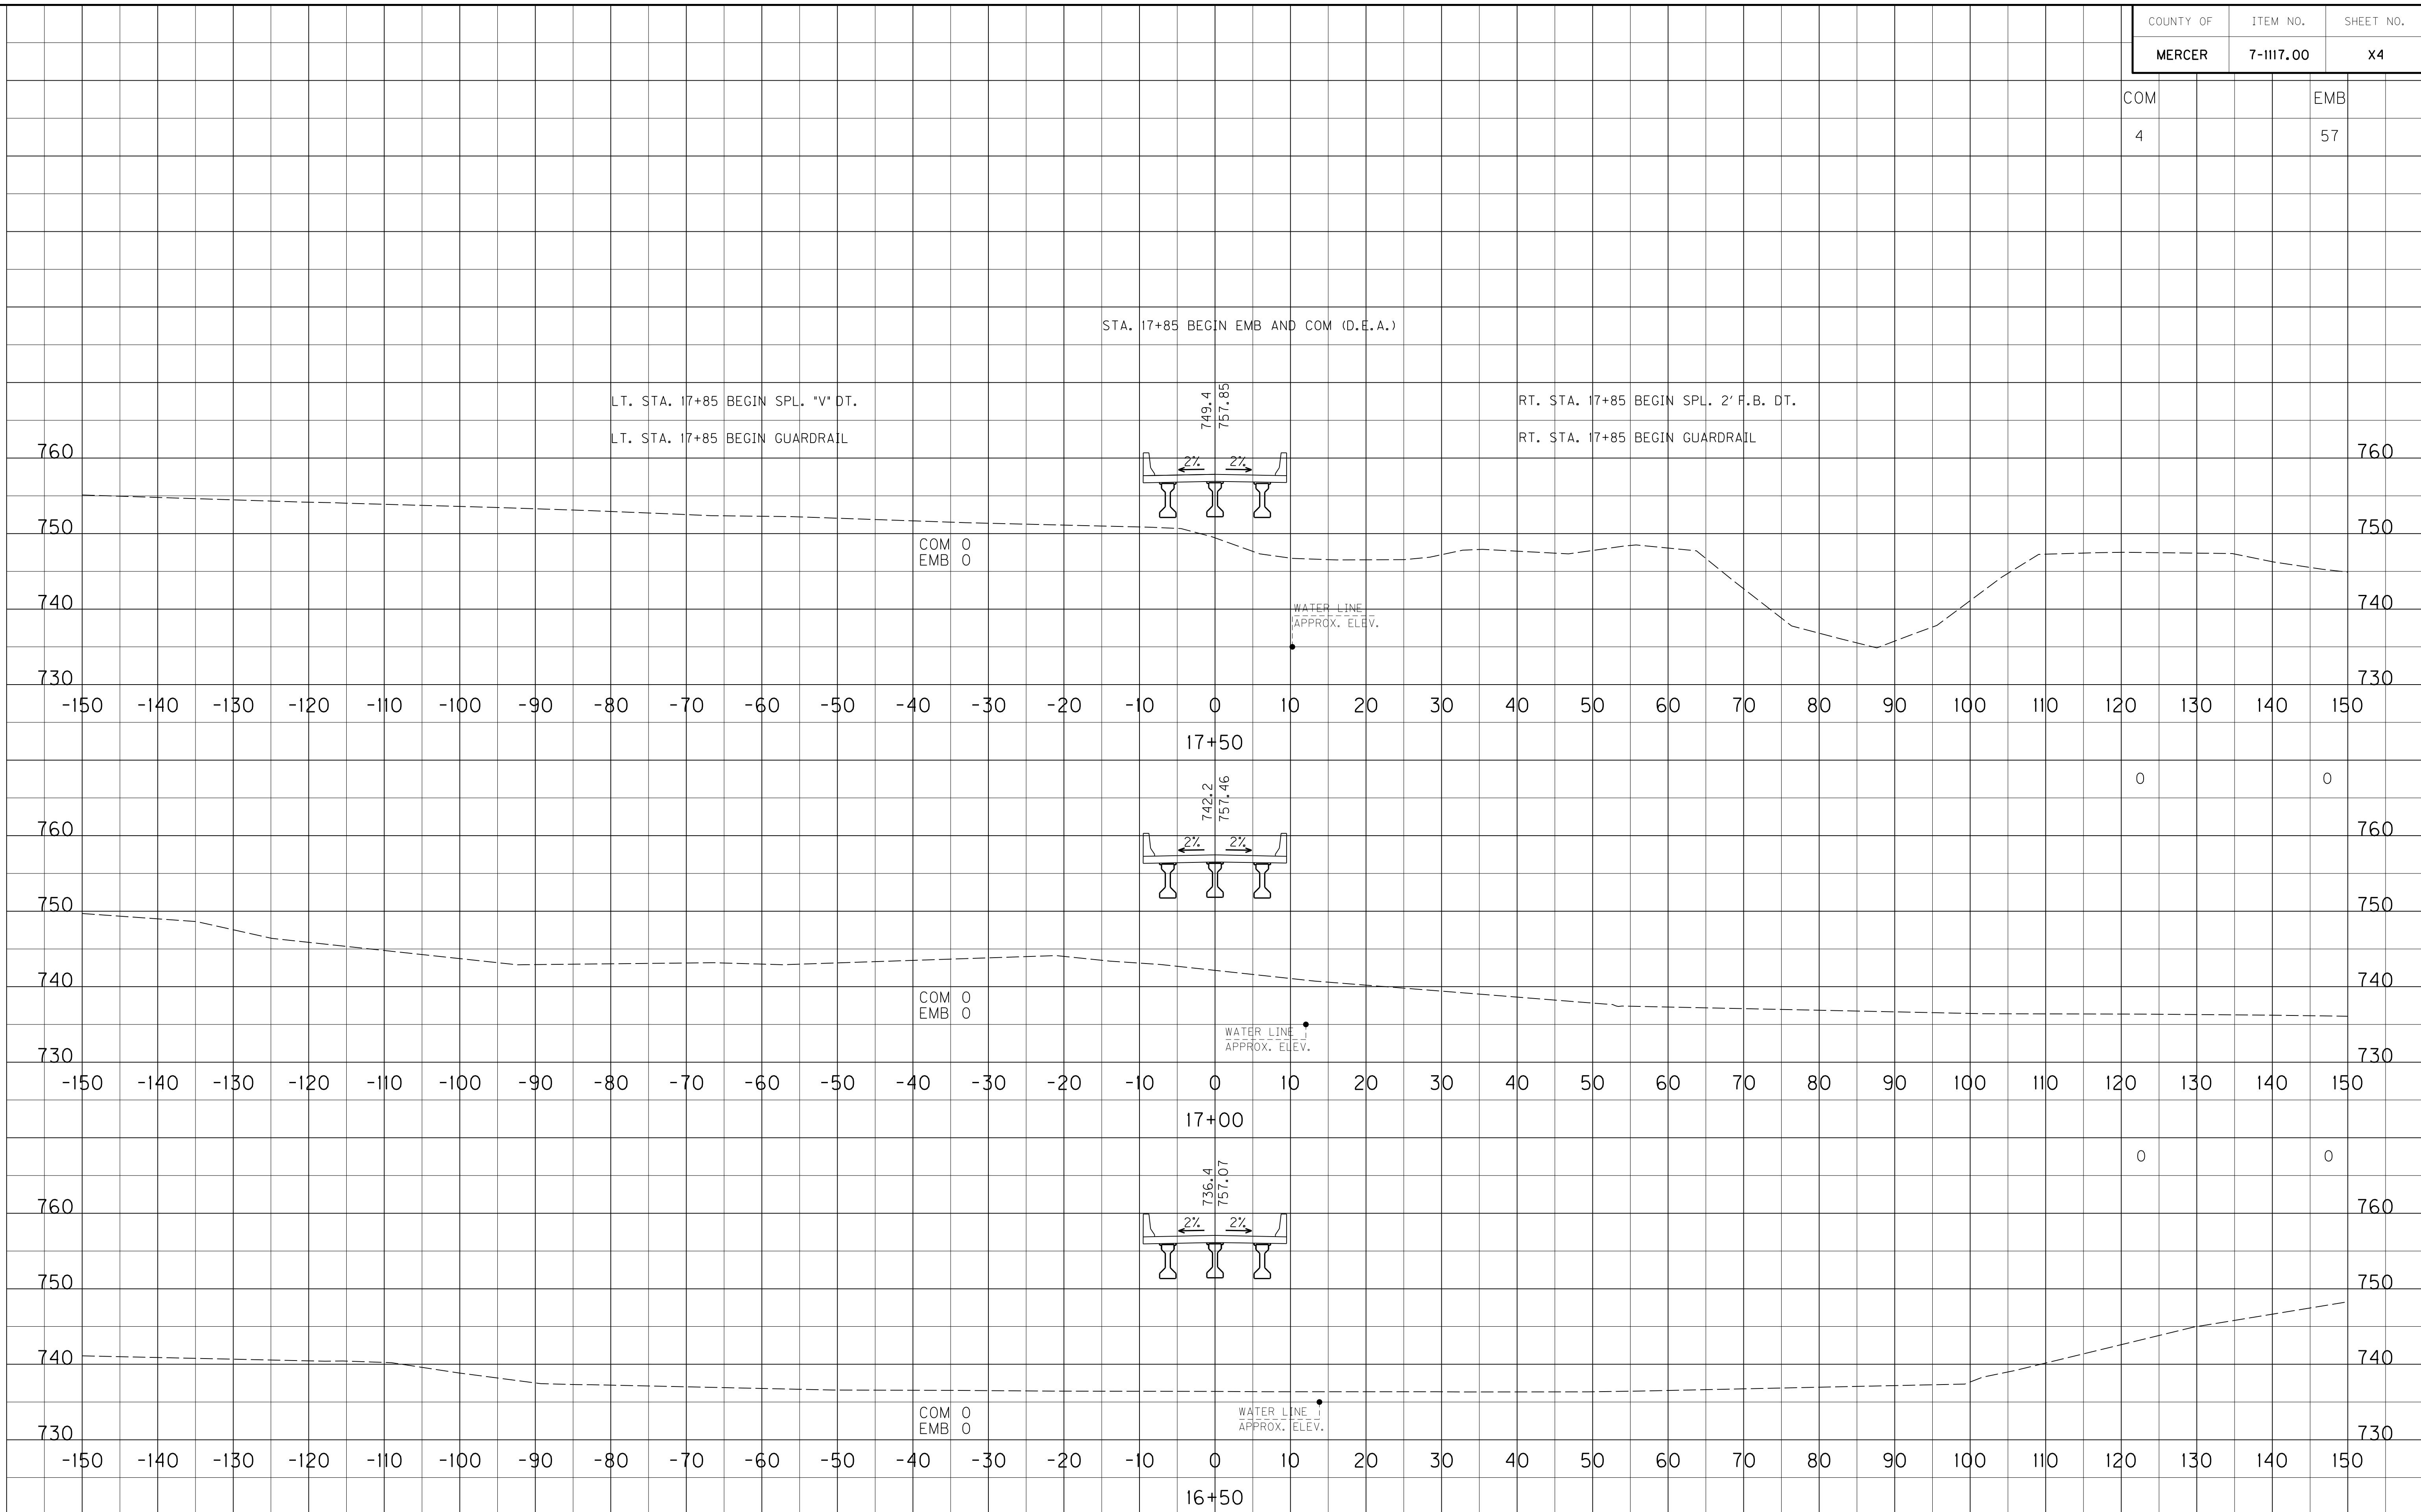 COUNTY OF ITEM NO. SHEET NO.
MERCER 7-1117.00 X4
COM EMB
4 57
STA. 17+85 BEGIN EMB AND COM (D.E.A.)
LT. STA. 17+85 BEGIN SPL. "V" DT.
LT. STA. 17+85 BEGIN GUARDRAIL
749.4
757.85
RT. STA. 17+85 BEGIN SPL. 2' F.B. DT.
RT. STA. 17+85 BEGIN GUARDRAIL
760 2% 2% 760
750 750
COM 0
EMB 0
740 740
WATER LINE
APPROX. ELEV.
730 730
-150 -140 -130 -120 -110 -100 -90 -80 -70 -60 -50 -40 -30 -20 -10 0 10 20 30 40 50 60 70 80 90 100 110 120 130 140 150
17+50
0 0
742.2
757.46
760 2% 2% 760
750 750
740 740
COM 0
EMB 0
WATER LINE
APPROX. ELEV.
730 730
-150 -140 -130 -120 -110 -100 -90 -80 -70 -60 -50 -40 -30 -20 -10 0 10 20 30 40 50 60 70 80 90 100 110 120 130 140 150
17+00
0 0
736.4
757.07
760 2% 2% 760
750 750
740 740
COM 0
EMB 0
WATER LINE
APPROX. ELEV.
730 730
-150 -140 -130 -120 -110 -100 -90 -80 -70 -60 -50 -40 -30 -20 -10 0 10 20 30 40 50 60 70 80 90 100 110 120 130 140 150
16+50